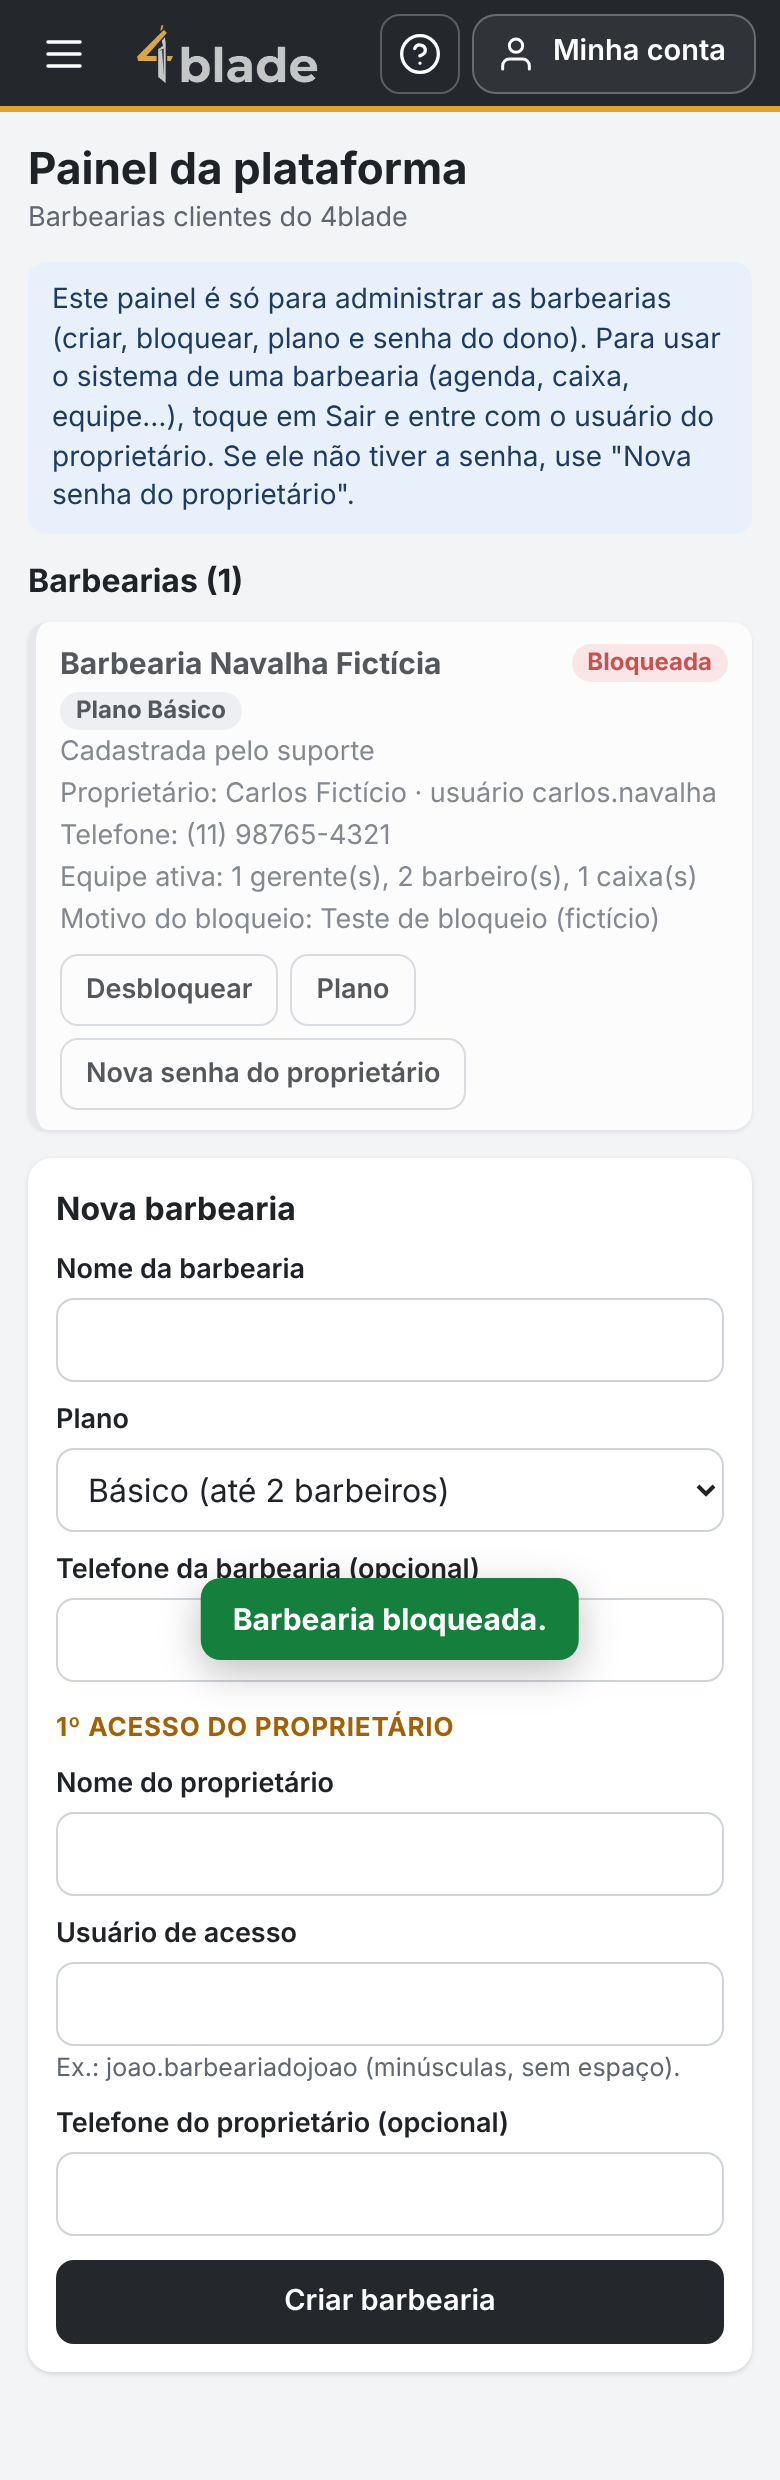 4blade
Minha conta
Painel da plataforma
Barbearias clientes do 4blade
Este painel é só para administrar as barbearias
(criar, bloquear, plano e senha do dono). Para usar
o sistema de uma barbearia (agenda, caixa,
equipe...), toque em Sair e entre com o usuário do
proprietário. Se ele não tiver a senha, use "Nova
senha do proprietário".
Barbearias (1)
Barbearia Navalha Fictícia
Bloqueada
Plano Básico
Cadastrada pelo suporte
Proprietário: Carlos Fictício · usuário carlos.navalha
Telefone: (11) 98765-4321
Equipe ativa: 1 gerente(s), 2 barbeiro(s), 1 caixa(s)
Motivo do bloqueio: Teste de bloqueio (fictício)
Desbloquear
Plano
Nova senha do proprietário
Nova barbearia
Nome da barbearia
Plano
Básico (até 2 barbeiros)
Telefone da barbearia (opcional)
Barbearia bloqueada.
1º ACESSO DO PROPRIETÁRIO
Nome do proprietário
Usuário de acesso
Ex.: joao.barbeariadojoao (minúsculas, sem espaço).
Telefone do proprietário (opcional)
Criar barbearia